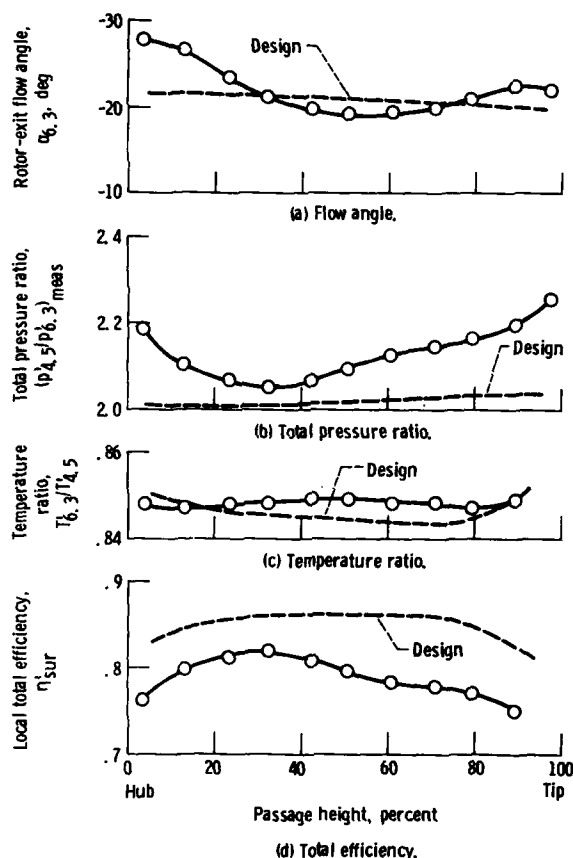 Rotor-exit flow angle,
α6.3, deg
-30
-20
-10
Design
(a) Flow angle.
Total pressure ratio,
(p'4.5/p'6.3)meas
2.4
2.2
2.0
Design
(b) Total pressure ratio.
Temperature
ratio,
T'6.3/T'4.5
.86
.84
Design
(c) Temperature ratio.
Local total efficiency,
η'sur
.9
.8
.7
Design
0 20 40 60 80 100
Hub Tip
Passage height, percent
(d) Total efficiency.